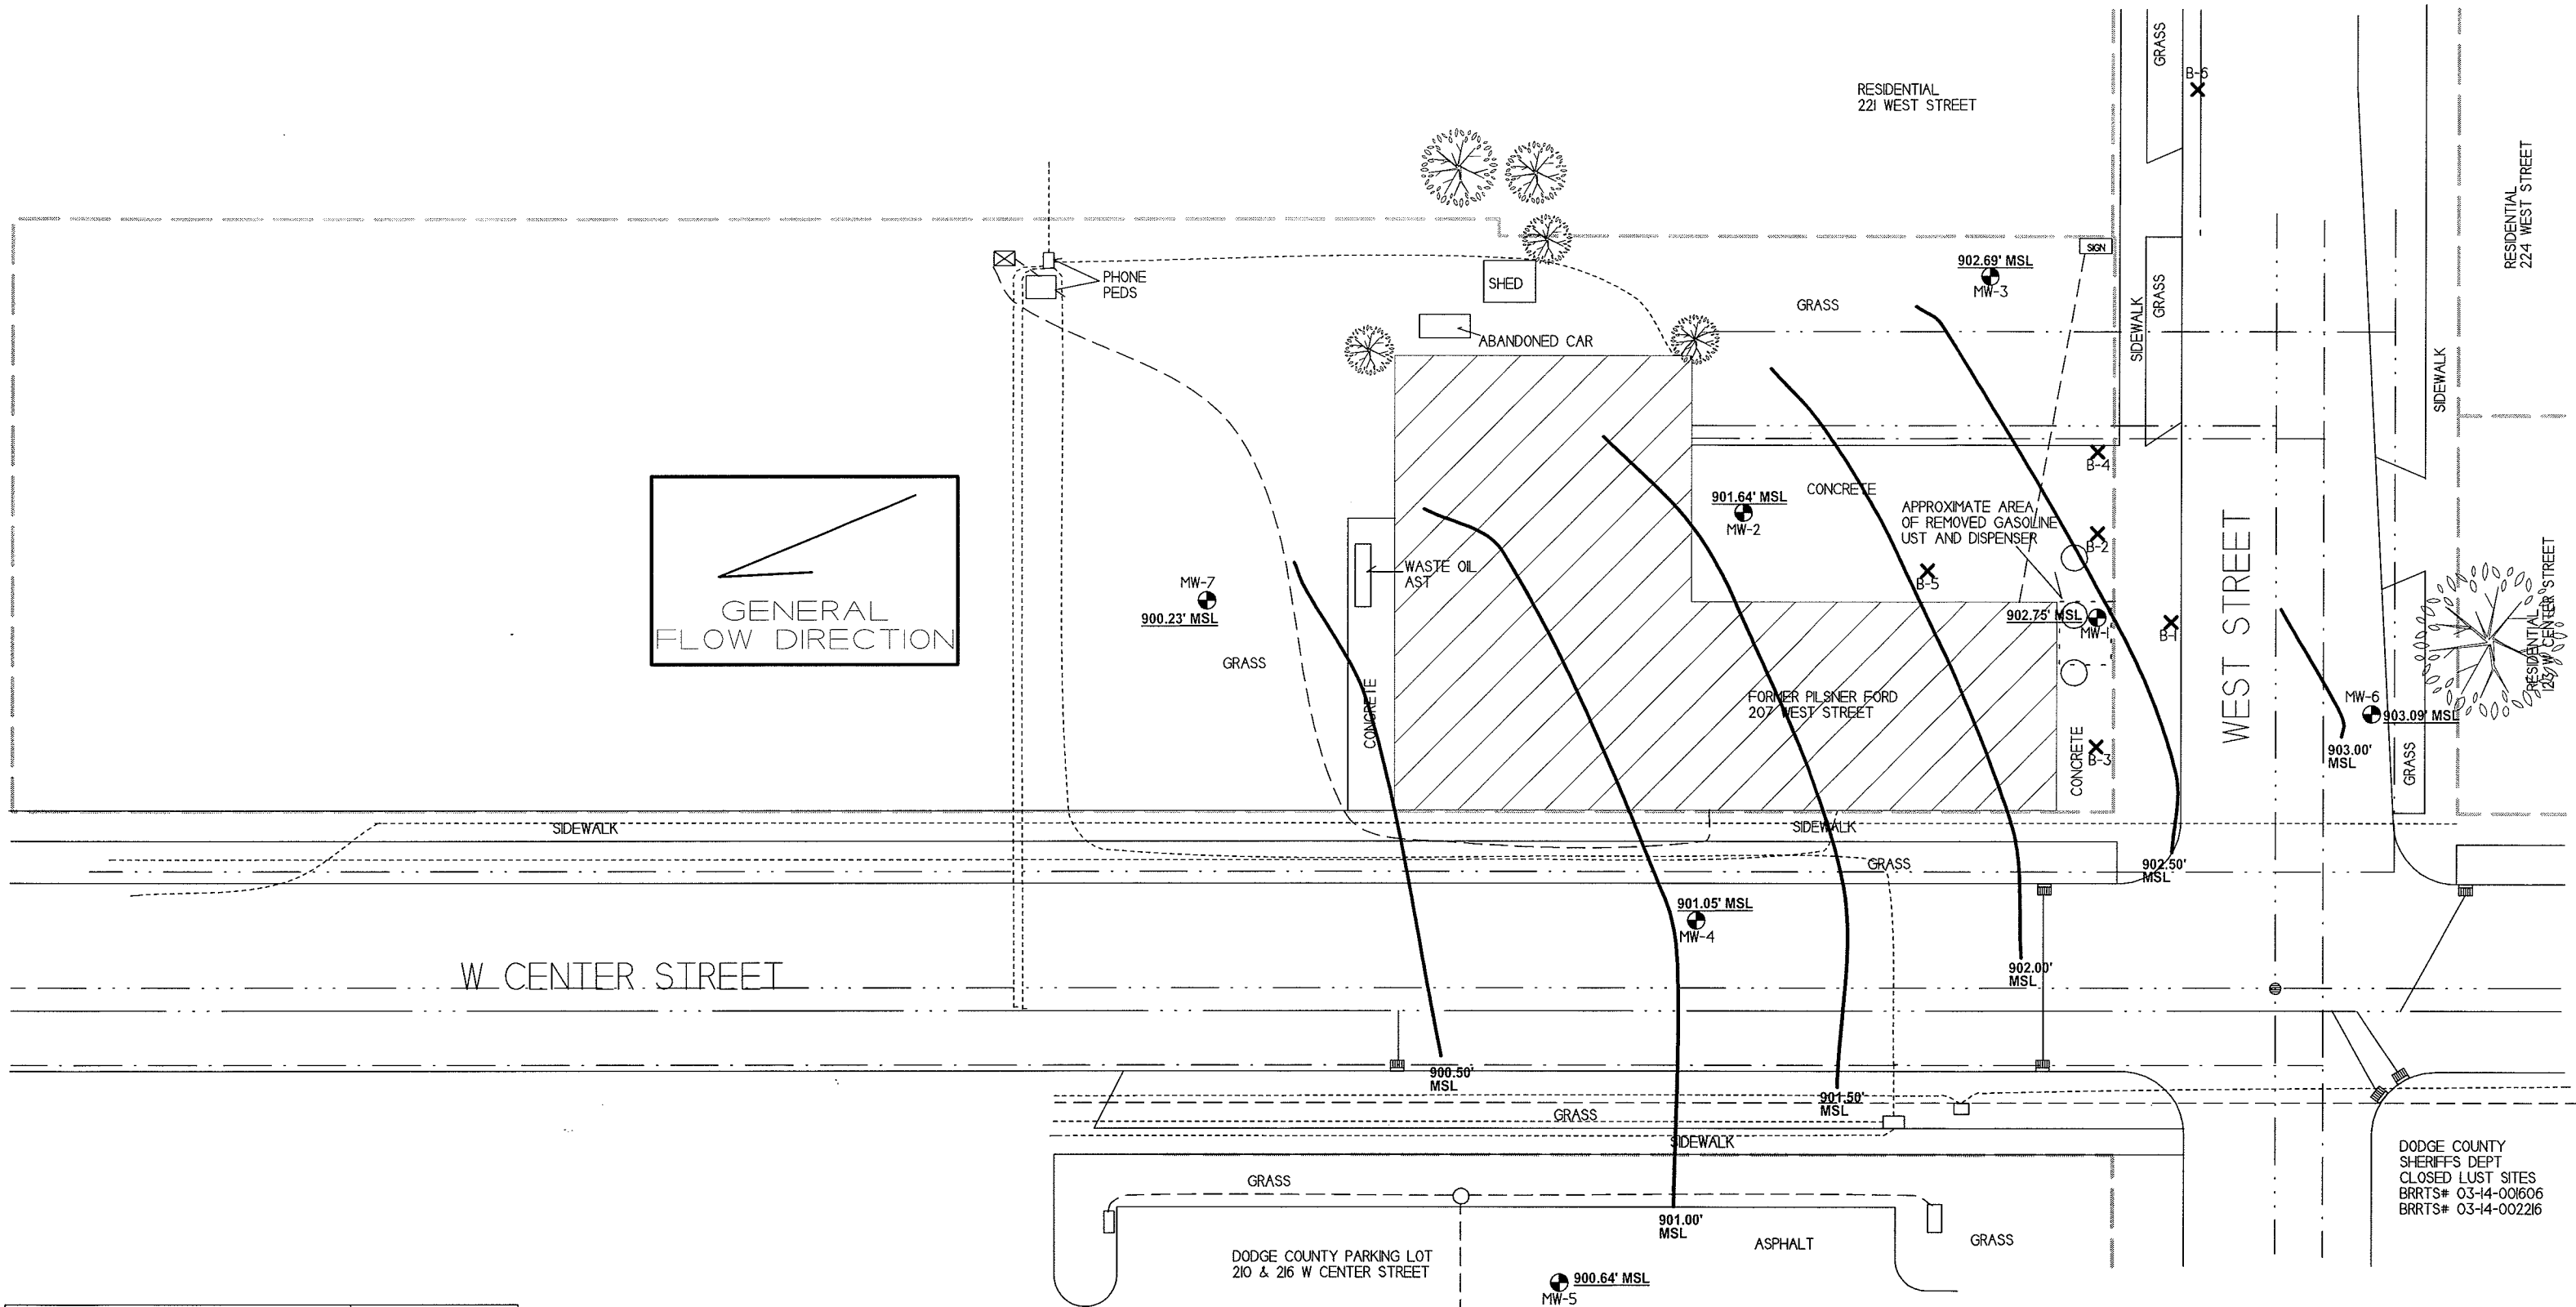 GRASS
B-6
RESIDENTIAL
221 WEST STREET
RESIDENTIAL
224 WEST STREET
SIGN
902.69' MSL
MW-3
PHONE
PEDS
SHED
GRASS
GRASS
SIDEWALK
SIDEWALK
ABANDONED CAR
B-4
CONCRETE
901.64' MSL
MW-2
APPROXIMATE AREA
OF REMOVED GASOLINE
UST AND DISPENSER
B-2
WASTE OIL
AST
B-5
MW-7
900.23' MSL
GENERAL
FLOW DIRECTION
902.75' MSL
MW-1
B-1
WEST STREET
RESIDENTIAL
GRASS
CONCRETE
FORMER PILSNER FORD
207 WEST STREET
MW-6
903.09' MSL
903.00'
MSL
GRASS
CONCRETE
B-3
SIDEWALK
SIDEWALK
GRASS
902.50'
MSL
901.05' MSL
MW-4
W CENTER STREET
902.00'
MSL
900.50'
MSL
901.50'
MSL
GRASS
SIDEWALK
GRASS
901.00'
MSL
ASPHALT
GRASS
DODGE COUNTY PARKING LOT
210 & 216 W CENTER STREET
900.64' MSL
MW-5
DODGE COUNTY
SHERIFFS DEPT
CLOSED LUST SITES
BRRTS# 03-14-001606
BRRTS# 03-14-002216